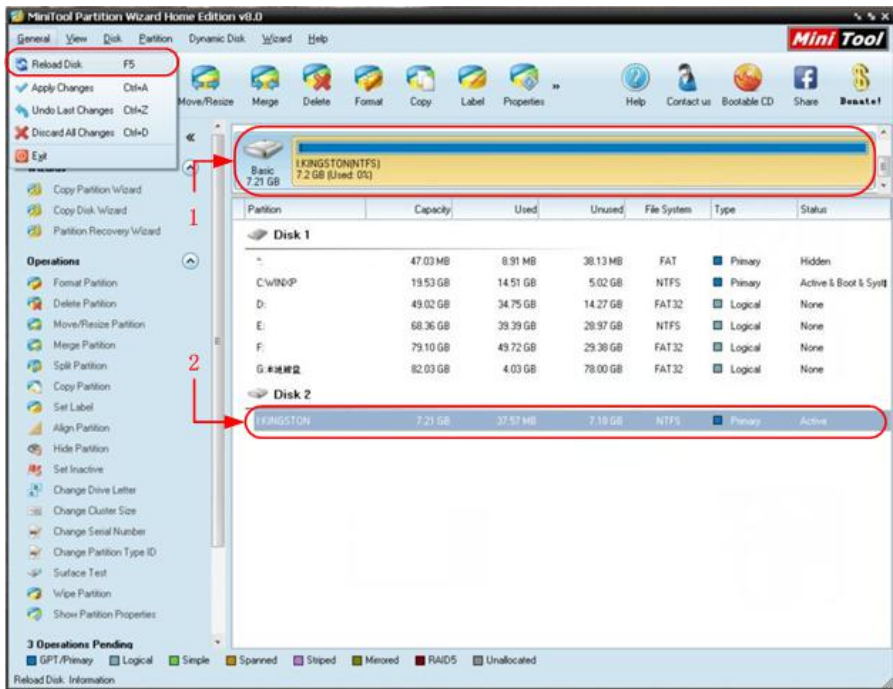 MiniTool Partition Wizard Home Edition v8.0
General View Disk Partition Dynamic Disk Wizard Help
Mini Tool
Reload Disk F5
Apply Changes Ctrl+A
Undo Last Changes Ctrl+Z
Discard All Changes Ctrl+D
Exit
Move/Resize Merge Delete Format Copy Label Properties » Help Contact us Bootable CD Share Donate!
«
Basic
7.21 GB
I:KINGSTON(NTFS)
7.2 GB (Used: 0%)
1
Copy Partition Wizard
Copy Disk Wizard
Partition Recovery Wizard
Operations
Format Partition
Delete Partition
Move/Resize Partition
Merge Partition
Split Partition
Copy Partition
Set Label
Align Partition
Hide Partition
Set Inactive
Change Drive Letter
Change Cluster Size
Change Serial Number
Change Partition Type ID
Surface Test
Wipe Partition
Show Partition Properties
3 Operations Pending
2
Partition Capacity Used Unused File System Type Status
Disk 1
*: 47.03 MB 8.91 MB 38.13 MB FAT Primary Hidden
C:WINXP 19.53 GB 14.51 GB 5.02 GB NTFS Primary Active & Boot & Syst
D: 49.02 GB 34.75 GB 14.27 GB FAT32 Logical None
E: 68.36 GB 39.39 GB 28.97 GB NTFS Logical None
F: 79.10 GB 49.72 GB 29.38 GB FAT32 Logical None
G:本地磁盘 82.03 GB 4.03 GB 78.00 GB FAT32 Logical None
Disk 2
I:KINGSTON 7.21 GB 37.57 MB 7.18 GB NTFS Primary Active
GPT/Primary Logical Simple Spanned Striped Mirrored RAID5 Unallocated
Reload Disk Information